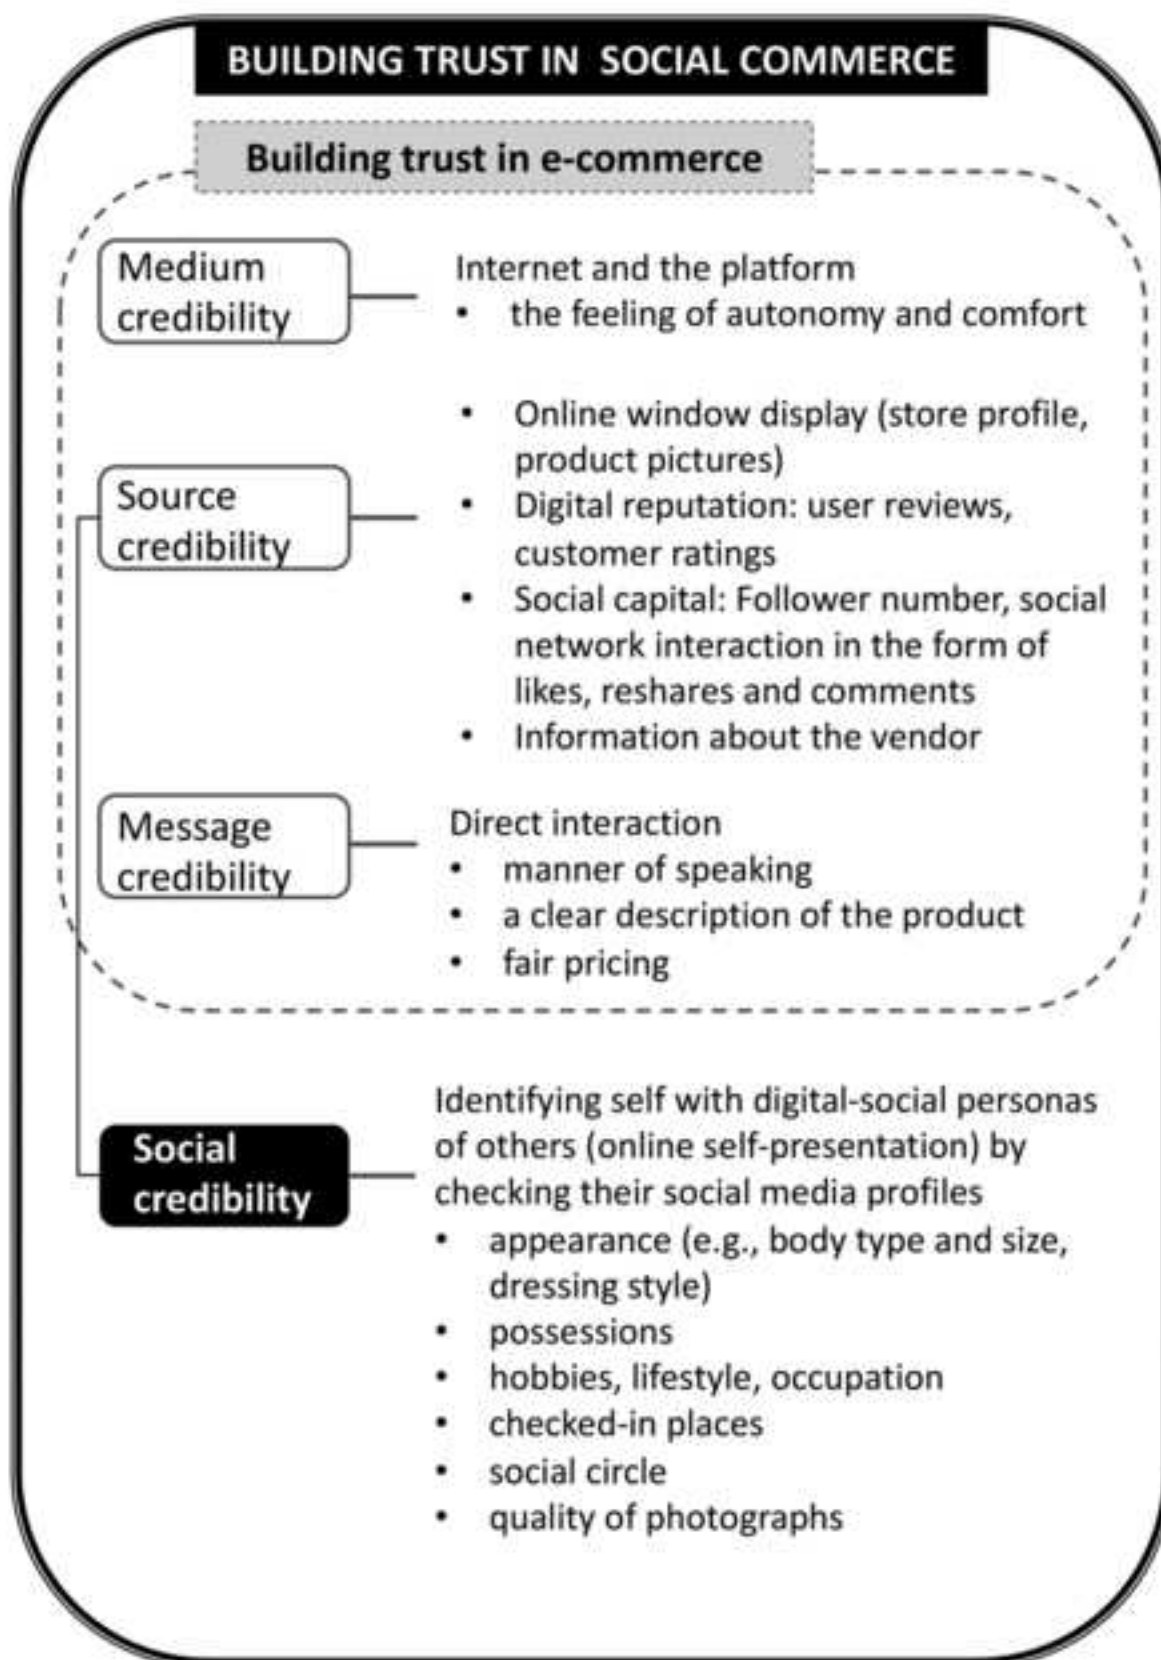 BUILDING TRUST IN SOCIAL COMMERCE
Building trust in e-commerce
Medium
credibility
Internet and the platform
• the feeling of autonomy and comfort
Source
credibility
• Online window display (store profile,
product pictures)
• Digital reputation: user reviews,
customer ratings
• Social capital: Follower number, social
network interaction in the form of
likes, reshares and comments
• Information about the vendor
Message
credibility
Direct interaction
• manner of speaking
• a clear description of the product
• fair pricing
Social
credibility
Identifying self with digital-social personas
of others (online self-presentation) by
checking their social media profiles
• appearance (e.g., body type and size,
dressing style)
• possessions
• hobbies, lifestyle, occupation
• checked-in places
• social circle
• quality of photographs